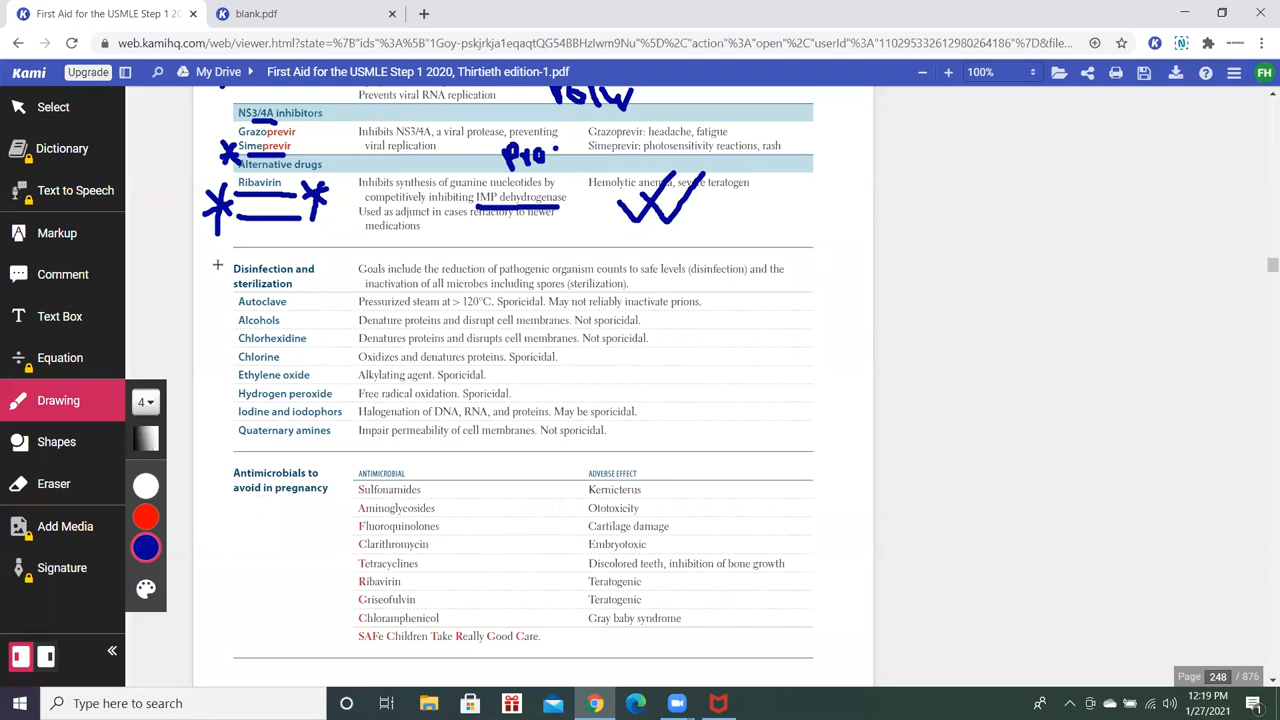 First Aid for the USMLE Step 1 20 × blank.pdf ×
web.kamihq.com/web/viewer.html?state=%7B"ids"%3A%5B"1Goy-pskjtkja1eqaqtbQG54BBHzlwm9Nu"%5D%2C"action"%3A"open"%2C"userId"%3A"110295332612980264186"%7D&file...
Kami Upgrade My Drive > First Aid for the USMLE Step 1 2020, Thirtieth edition-1.pdf 100% FH
Select
Dictionary
Text to Speech
Markup
Comment
Text Box
Equation
Drawing
Shapes
Eraser
Add Media
Signature
4
Prevents viral RNA replication
NS3/4A inhibitors
Grazoprevir Inhibits NS3/4A, a viral protease, preventing Grazoprevir: headache, fatigue
Simeprevir viral replication Simeprevir: photosensitivity reactions, rash
Pro
Alternative drugs
Ribavirin Inhibits synthesis of guanine nucleotides by Hemolytic anemia, severe teratogen
competitively inhibiting IMP dehydrogenase
Used as adjunct in cases refractory to newer
medications
Disinfection and Goals include the reduction of pathogenic organism counts to safe levels (disinfection) and the
sterilization inactivation of all microbes including spores (sterilization).
Autoclave Pressurized steam at > 120°C. Sporicidal. May not reliably inactivate prions.
Alcohols Denature proteins and disrupt cell membranes. Not sporicidal.
Chlorhexidine Denatures proteins and disrupts cell membranes. Not sporicidal.
Chlorine Oxidizes and denatures proteins. Sporicidal.
Ethylene oxide Alkylating agent. Sporicidal.
Hydrogen peroxide Free radical oxidation. Sporicidal.
Iodine and iodophors Halogenation of DNA, RNA, and proteins. May be sporicidal.
Quaternary amines Impair permeability of cell membranes. Not sporicidal.
Antimicrobials to ANTIMICROBIAL ADVERSE EFFECT
avoid in pregnancy
Sulfonamides Kernicterus
Aminoglycosides Ototoxicity
Fluoroquinolones Cartilage damage
Clarithromycin Embryotoxic
Tetracyclines Discolored teeth, inhibition of bone growth
Ribavirin Teratogenic
Griseofulvin Teratogenic
Chloramphenicol Gray baby syndrome
SAFe Children Take Really Good Care.
Page 248 / 876
Type here to search
12:19 PM
1/27/2021